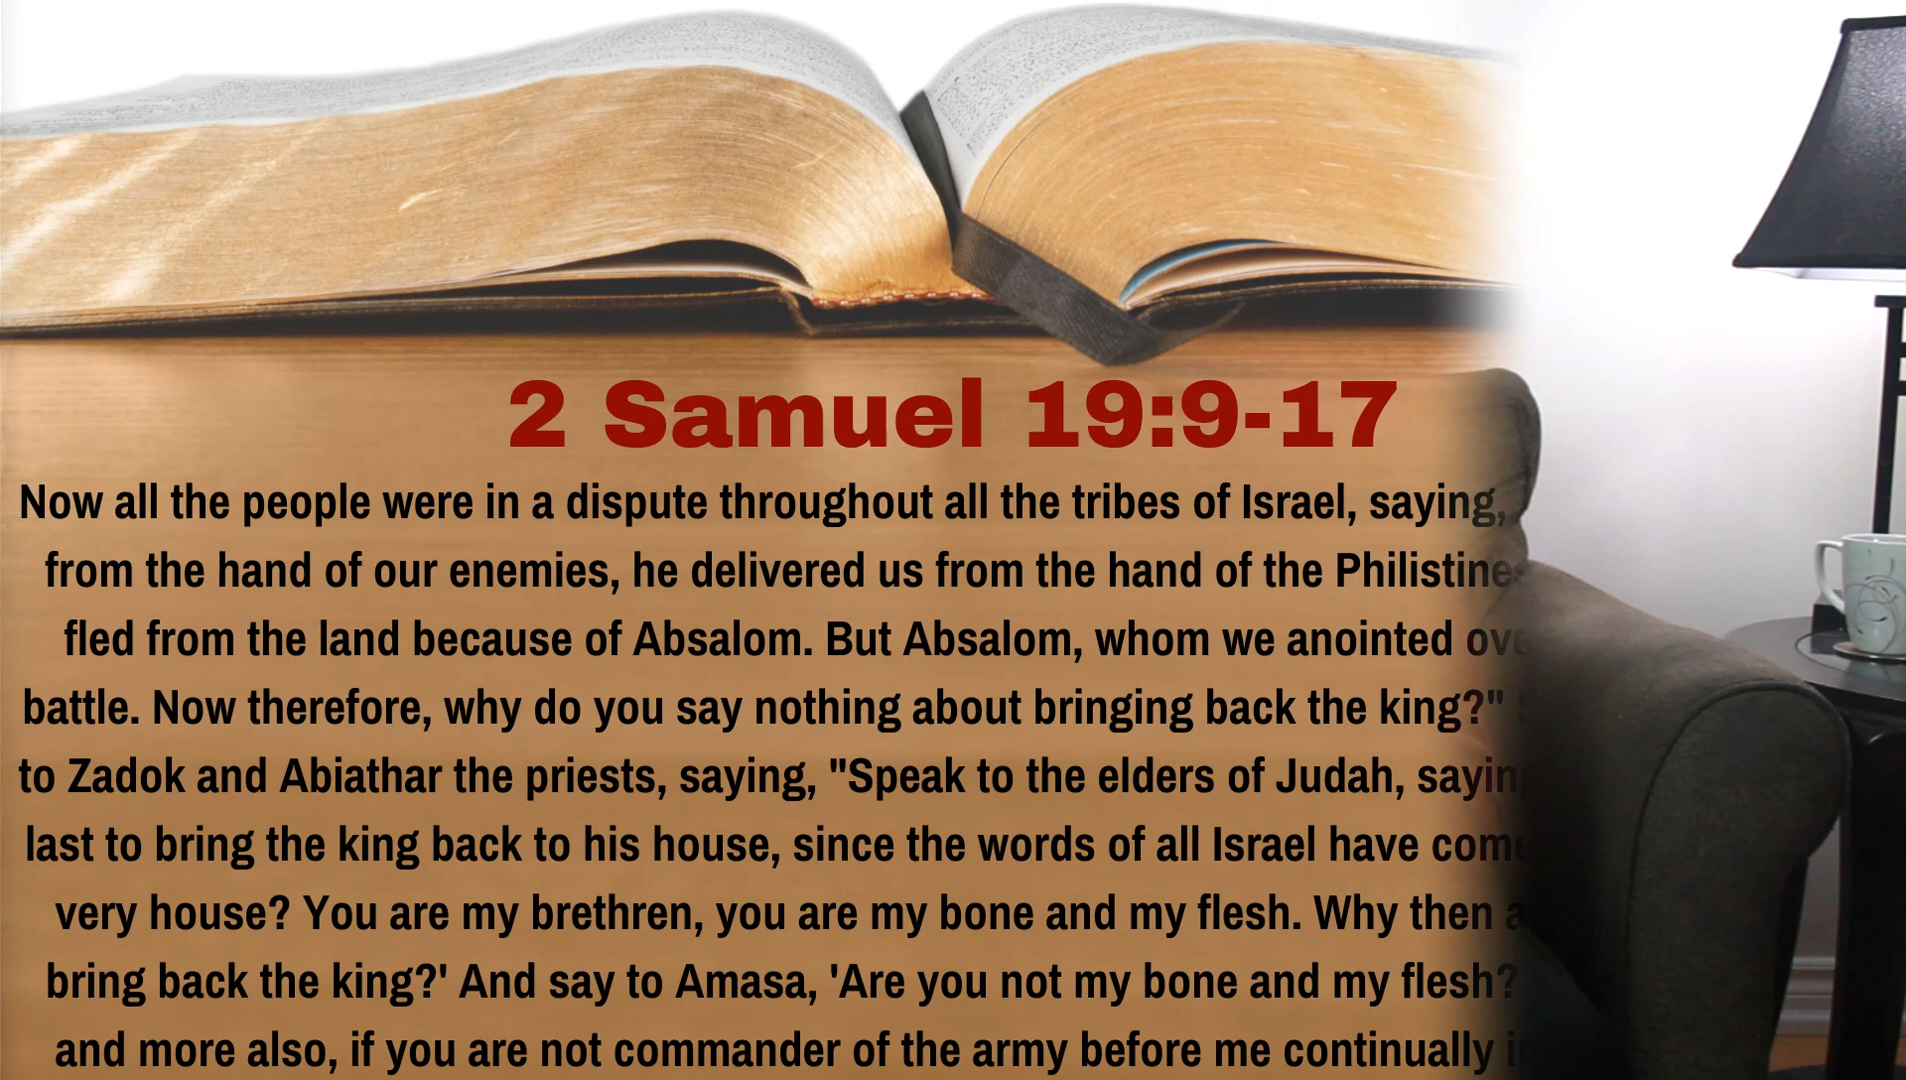 2 Samuel 19:9-17
Now all the people were in a dispute throughout all the tribes of Israel, saying,
from the hand of our enemies, he delivered us from the hand of the
fled from the land because of Absalom. But Absalom, whom we anointed
battle. Now therefore, why do you say nothing about bringing back the king?"
to Zadok and Abiathar the priests, saying, "Speak to the elders of Judah,
last to bring the king back to his house, since the words of all Israel have come
very house? You are my brethren, you are my bone and my flesh. Why then
bring back the king?' And say to Amasa, 'Are you not my bone and my flesh?
and more also, if you are not commander of the army before me continually